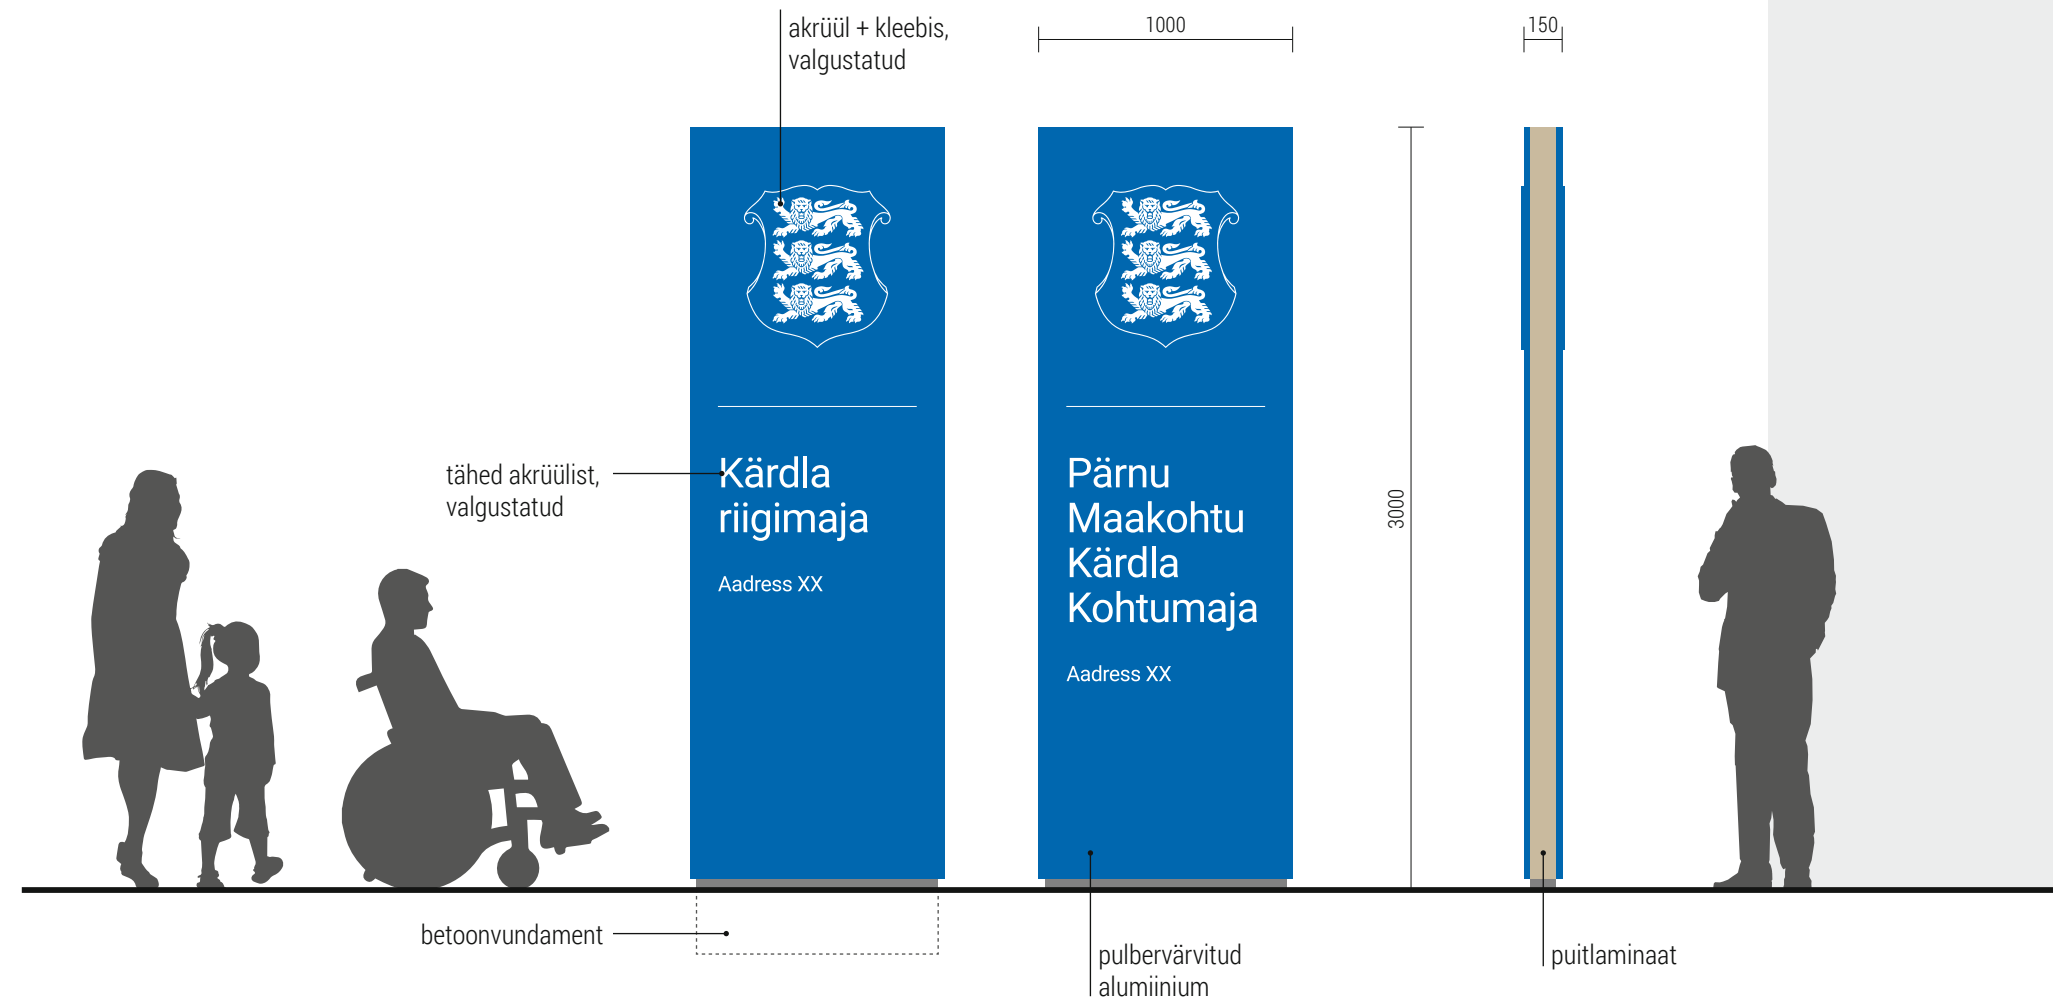 akrüül + kleebis,
valgustatud
1000
150
tähed akrüülist,
valgustatud
Kärdla
riigimaja
Aadress XX
Pärnu
Maakohtu
Kärdla
Kohtumaja
Aadress XX
3000
betoonvundament
pulbervärvitud
alumiinium
puitlaminaat